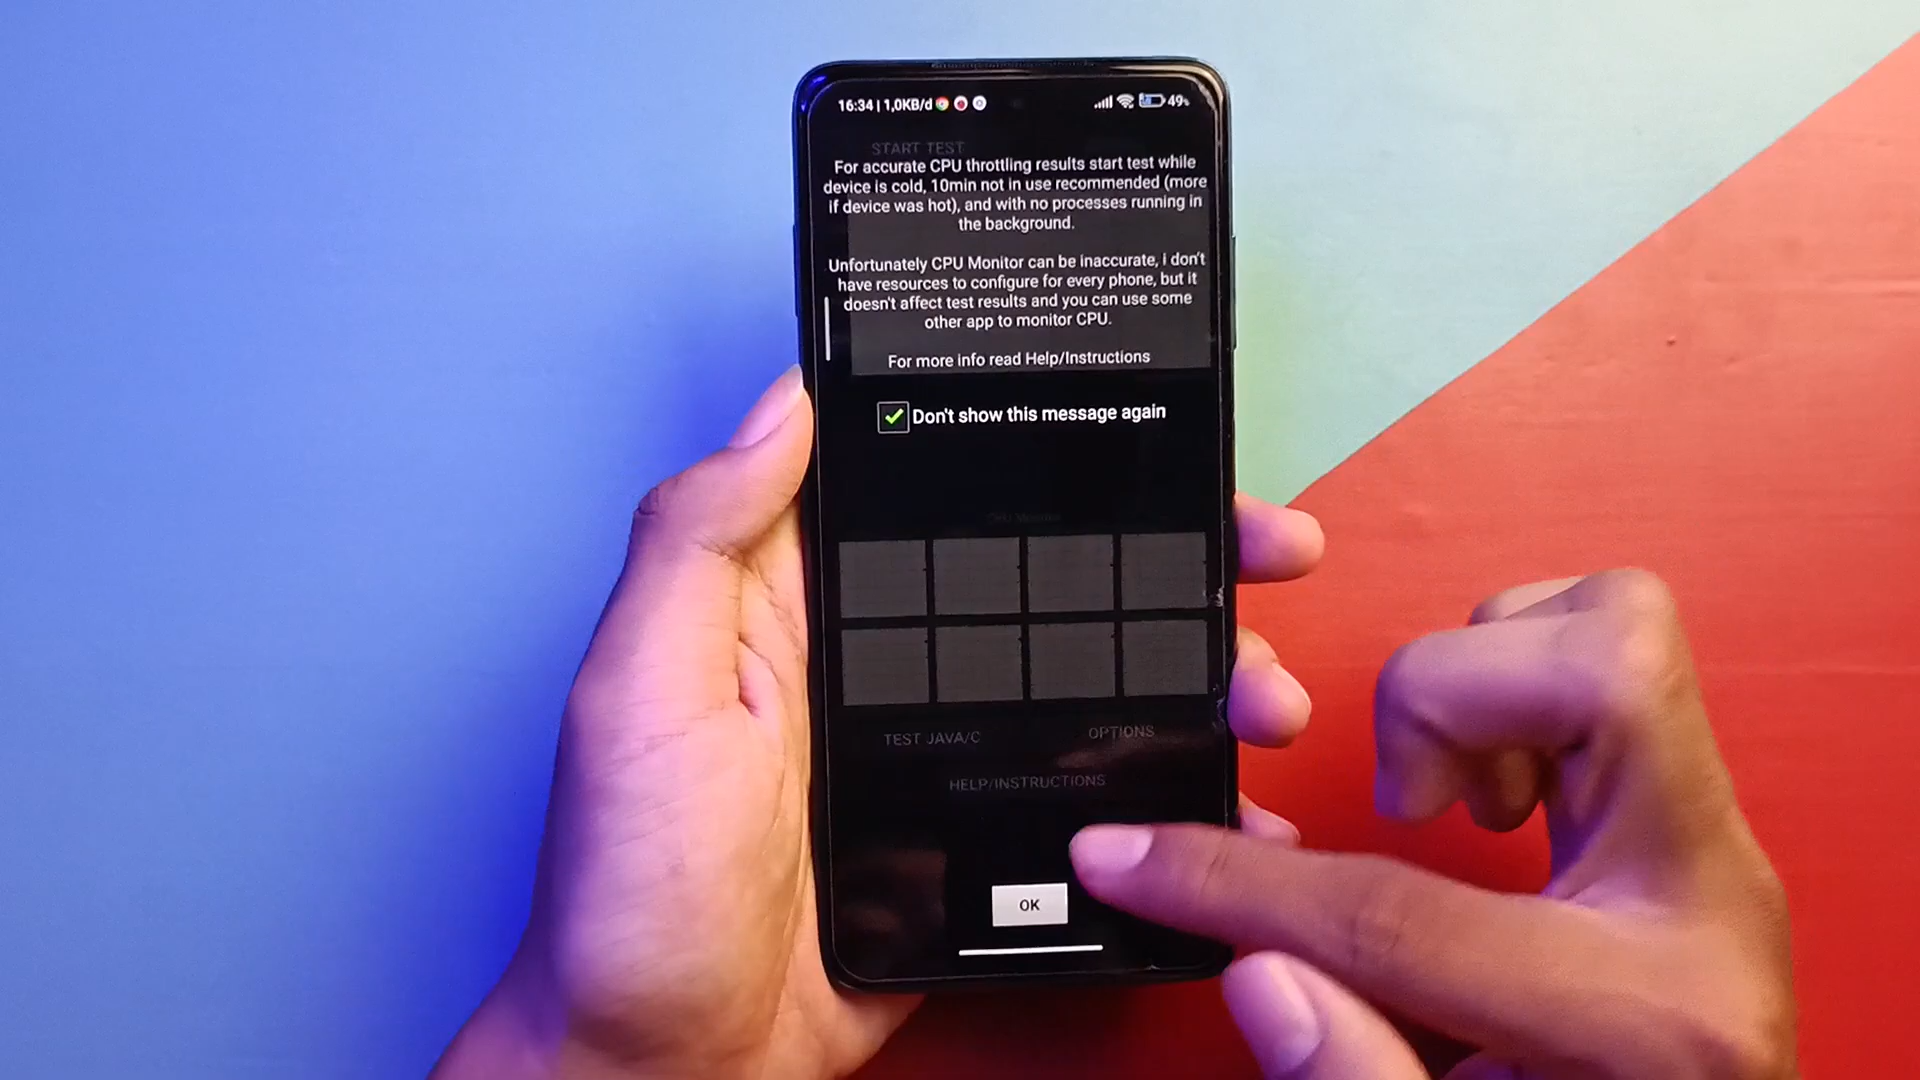 16:34 | 1,0KB/d
49%
START TEST
For accurate CPU throttling results start test while
device is cold, 10min not in use recommended (more
if device was hot), and with no processes running in
the background.
Unfortunately CPU Monitor can be inaccurate, i don't
have resources to configure for every phone, but it
doesn't affect test results and you can use some
other app to monitor CPU.
For more info read Help/Instructions
Don't show this message again
CPU Monitor
TEST JAVA/C
OPTIONS
HELP/INSTRUCTIONS
OK